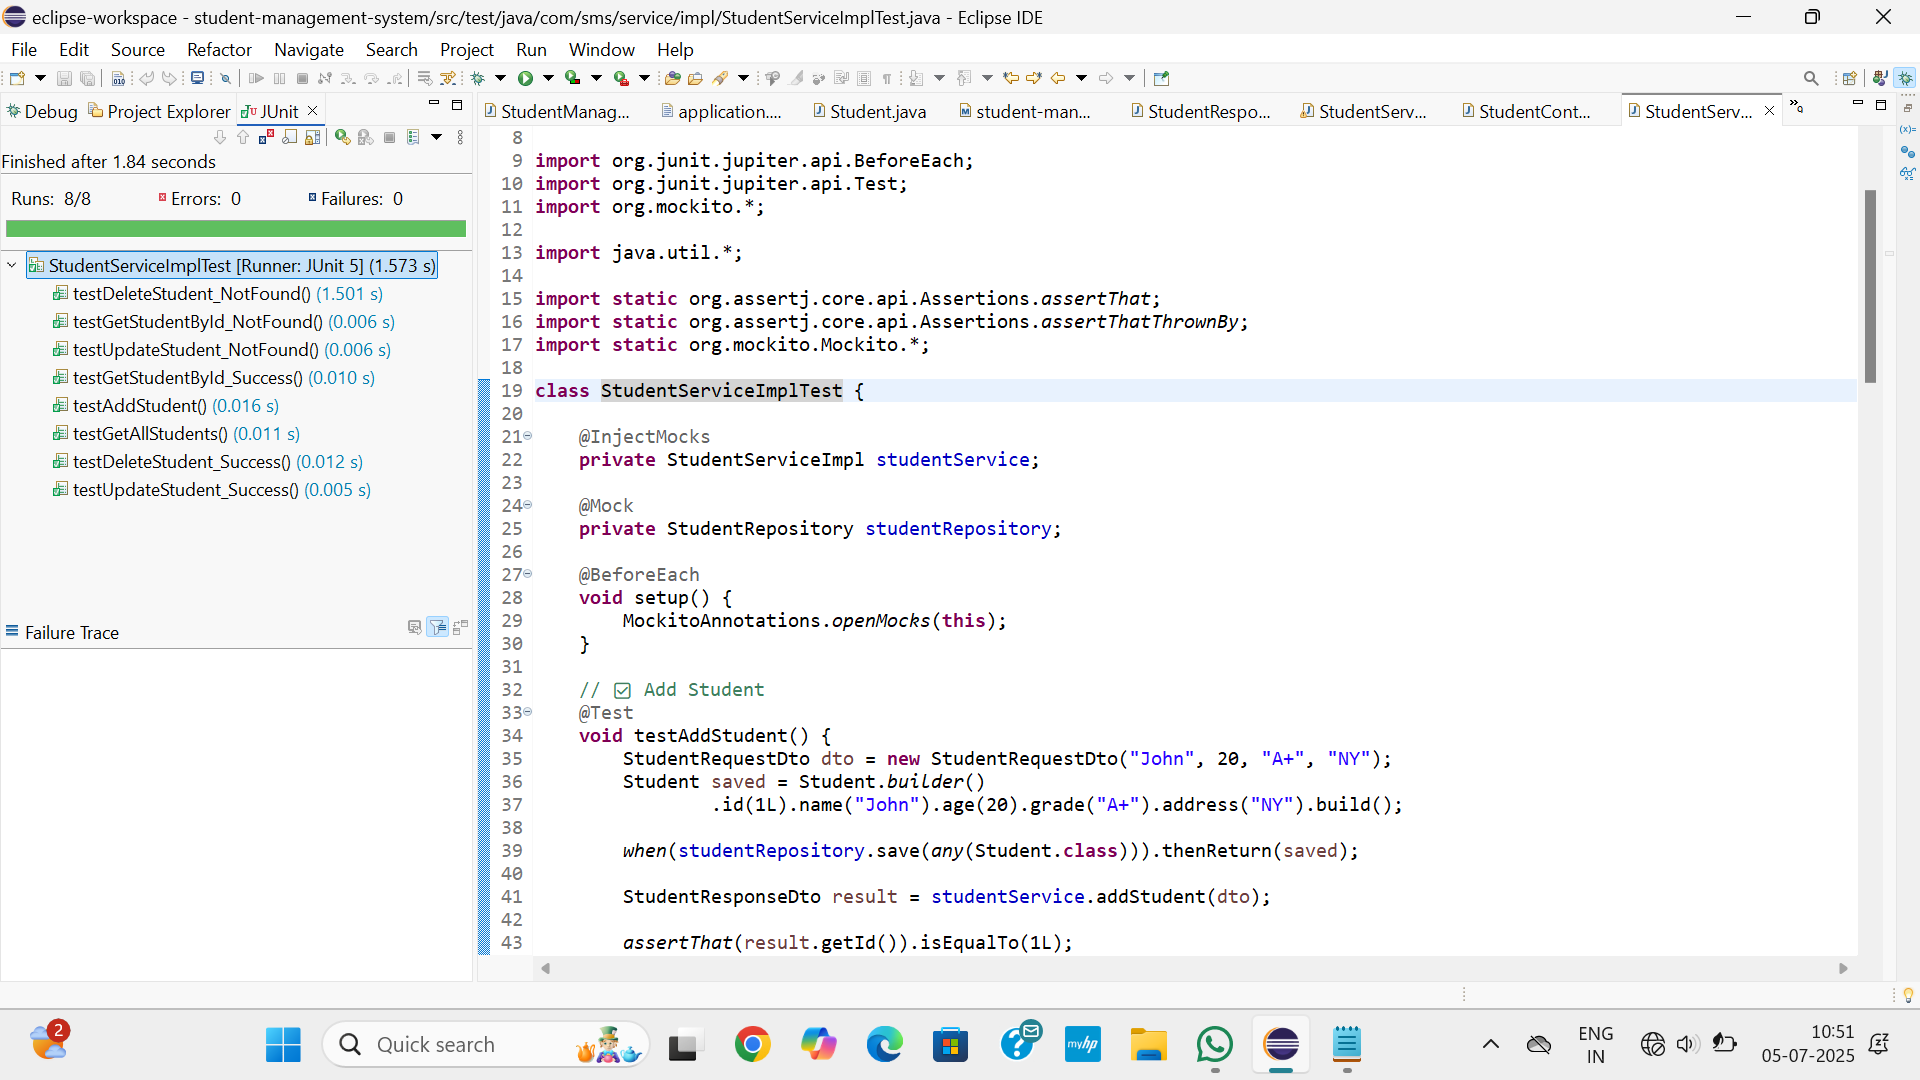 eclipse-workspace - student-management-system/src/test/java/com/sms/service/impl/StudentServiceImplTest.java - Eclipse IDE
File Edit Source Refactor Navigate Search Project Run Window Help
Debug Project Explorer JUnit
StudentManag... application.... Student.java student-man... StudentRespo... StudentServ... StudentCont... StudentServ...
Finished after 1.84 seconds
Runs: 8/8 Errors: 0 Failures: 0
StudentServiceImplTest [Runner: JUnit 5] (1.573 s)
testDeleteStudent_NotFound() (1.501 s)
testGetStudentById_NotFound() (0.006 s)
testUpdateStudent_NotFound() (0.006 s)
testGetStudentById_Success() (0.010 s)
testAddStudent() (0.016 s)
testGetAllStudents() (0.011 s)
testDeleteStudent_Success() (0.012 s)
testUpdateStudent_Success() (0.005 s)
Failure Trace
8
9 import org.junit.jupiter.api.BeforeEach;
10 import org.junit.jupiter.api.Test;
11 import org.mockito.*;
12
13 import java.util.*;
14
15 import static org.assertj.core.api.Assertions.assertThat;
16 import static org.assertj.core.api.Assertions.assertThatThrownBy;
17 import static org.mockito.Mockito.*;
18
19 class StudentServiceImplTest {
20
21 @InjectMocks
22 private StudentServiceImpl studentService;
23
24 @Mock
25 private StudentRepository studentRepository;
26
27 @BeforeEach
28 void setup() {
29 MockitoAnnotations.openMocks(this);
30 }
31
32 // ☑ Add Student
33 @Test
34 void testAddStudent() {
35 StudentRequestDto dto = new StudentRequestDto("John", 20, "A+", "NY");
36 Student saved = Student.builder()
37 .id(1L).name("John").age(20).grade("A+").address("NY").build();
38
39 when(studentRepository.save(any(Student.class))).thenReturn(saved);
40
41 StudentResponseDto result = studentService.addStudent(dto);
42
43 assertThat(result.getId()).isEqualTo(1L);
2
Quick search
myhp
ENG
IN
10:51
05-07-2025